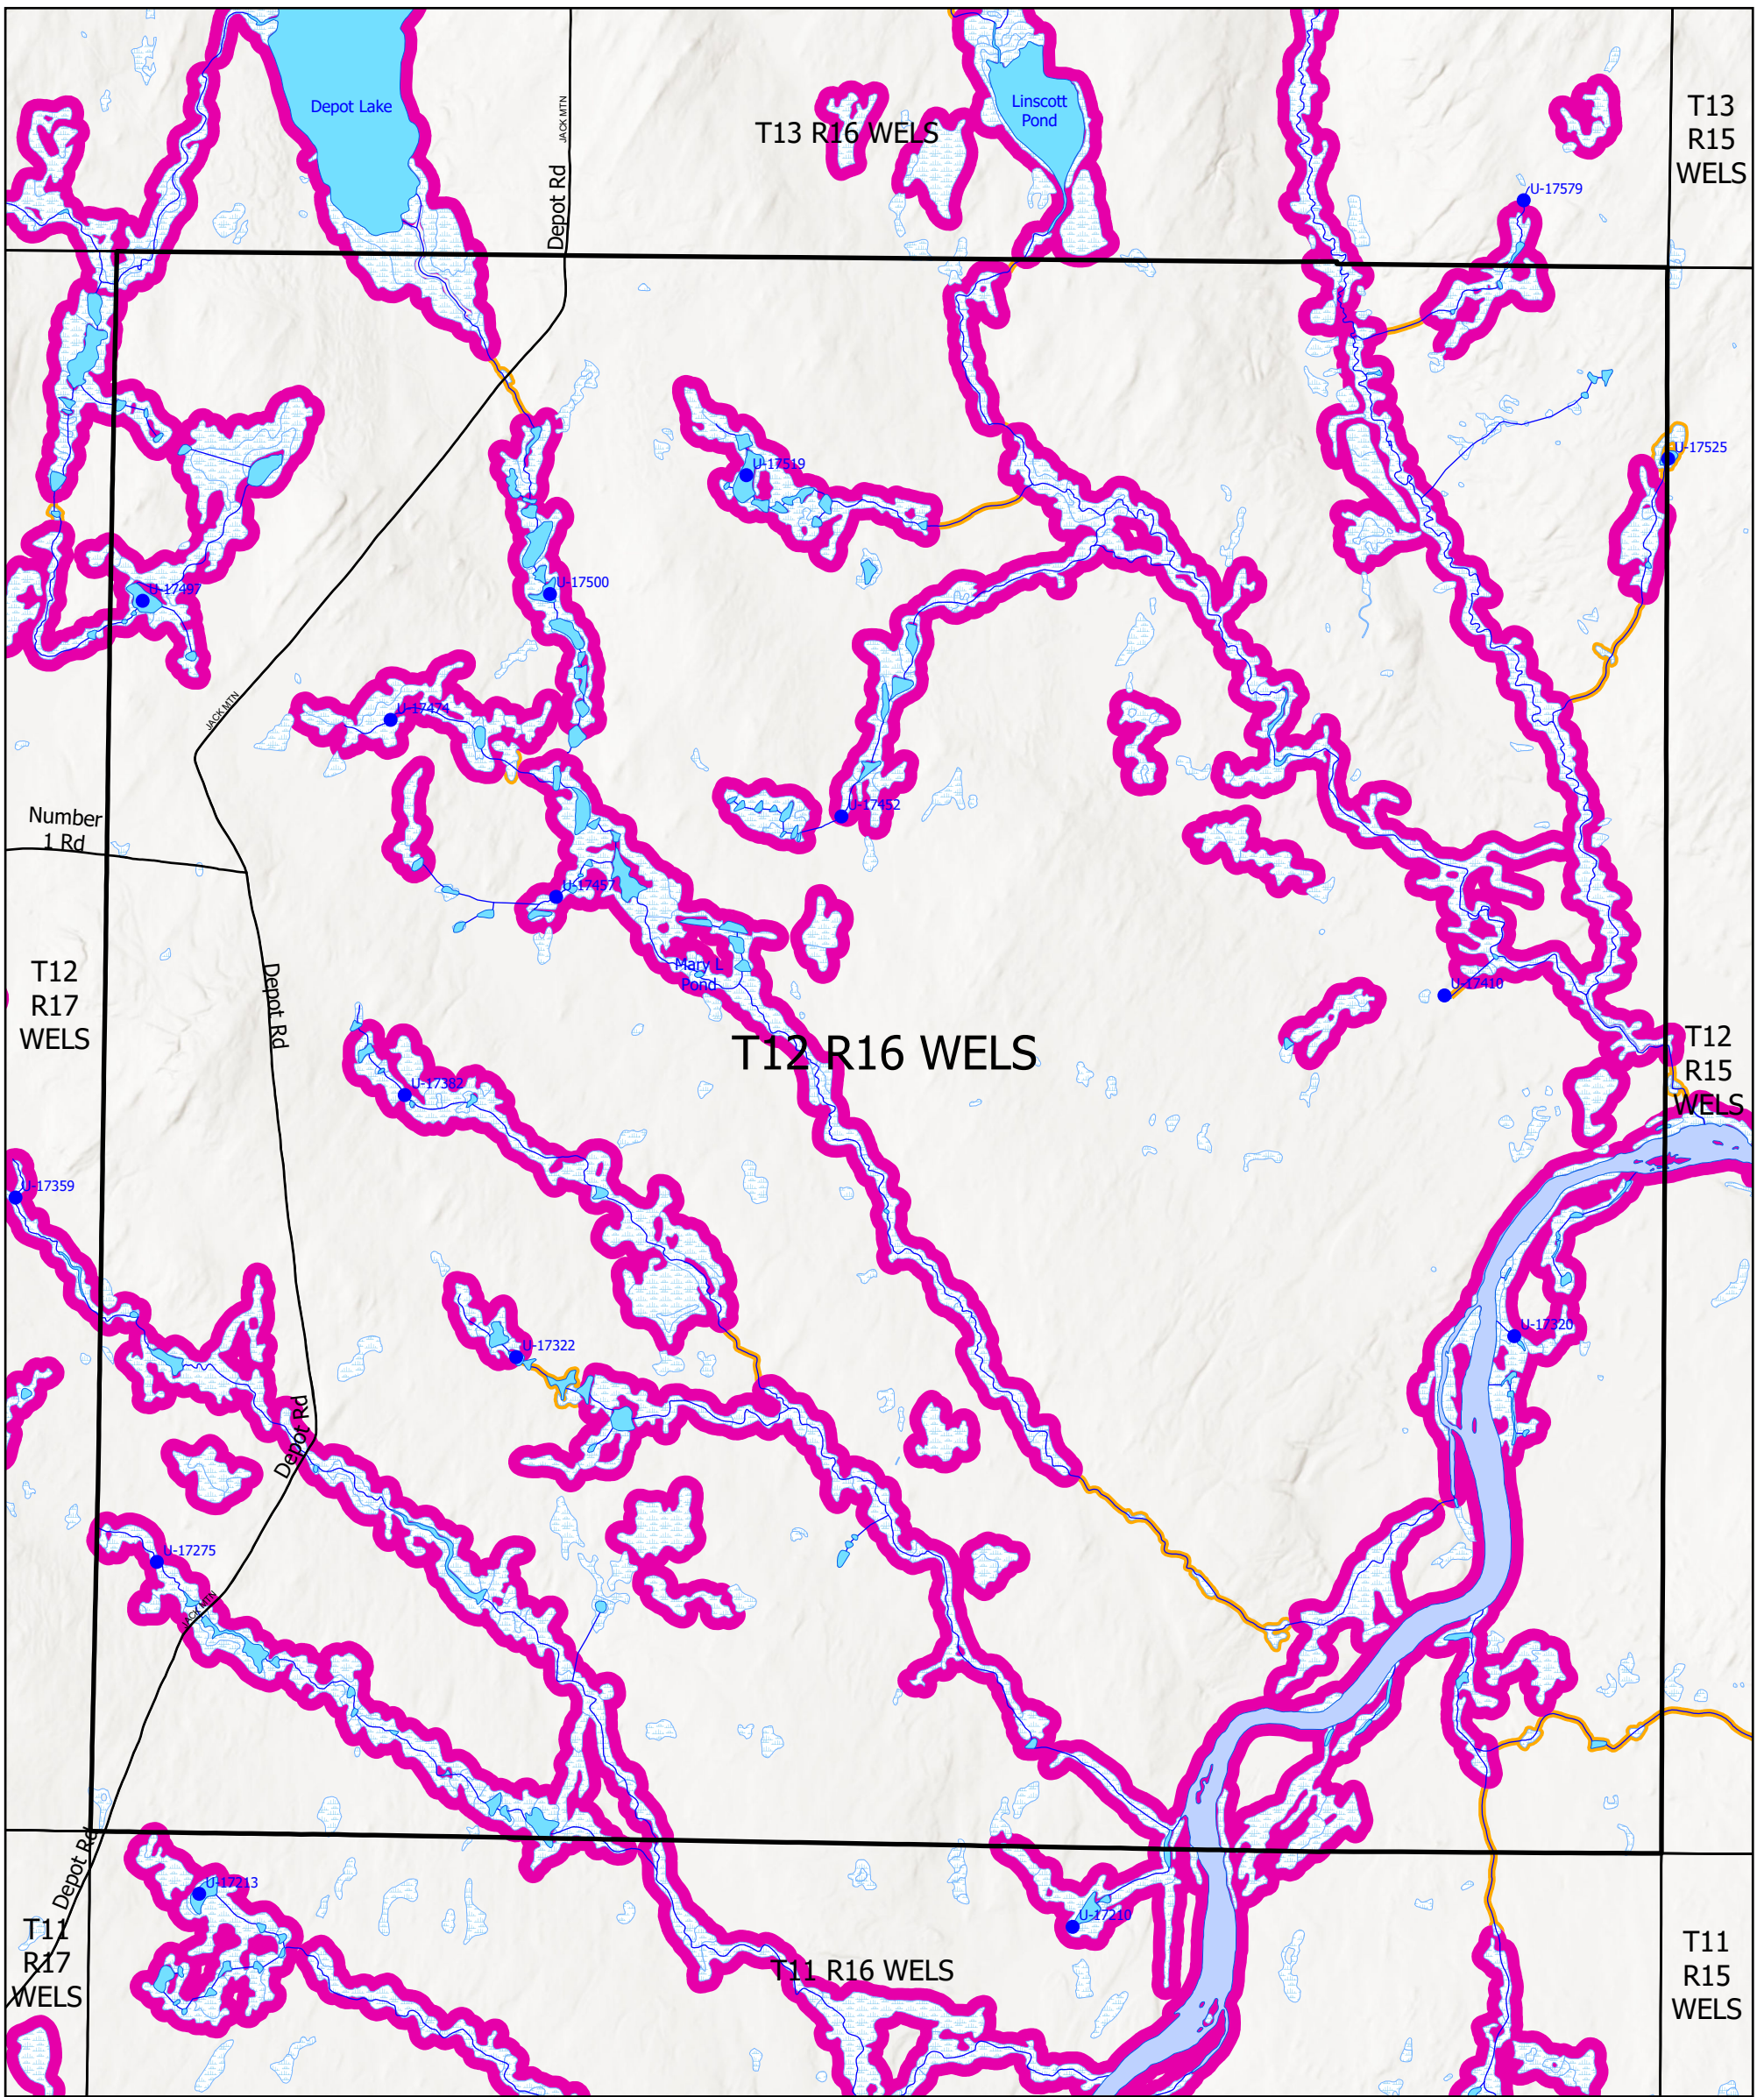 Depot Lake
JACK MTN
T13 R16 WELS
Linscott
Pond
T13
R15
WELS
U-17579
Depot Rd
U-17525
U-17519
U-17500
U-17497
JACK MTN
U-17474
Number
1 Rd
U-17452
U-17457
Mary L
Pond
T12
R17
WELS
Depot Rd
U-17410
T12 R16 WELS
T12
R15
WELS
U-17382
U-17359
U-17320
U-17322
Depot Rd
U-17275
JACK MTN
Depot Rd
U-17213
U-17210
T11
R17
WELS
T11 R16 WELS
T11
R15
WELS